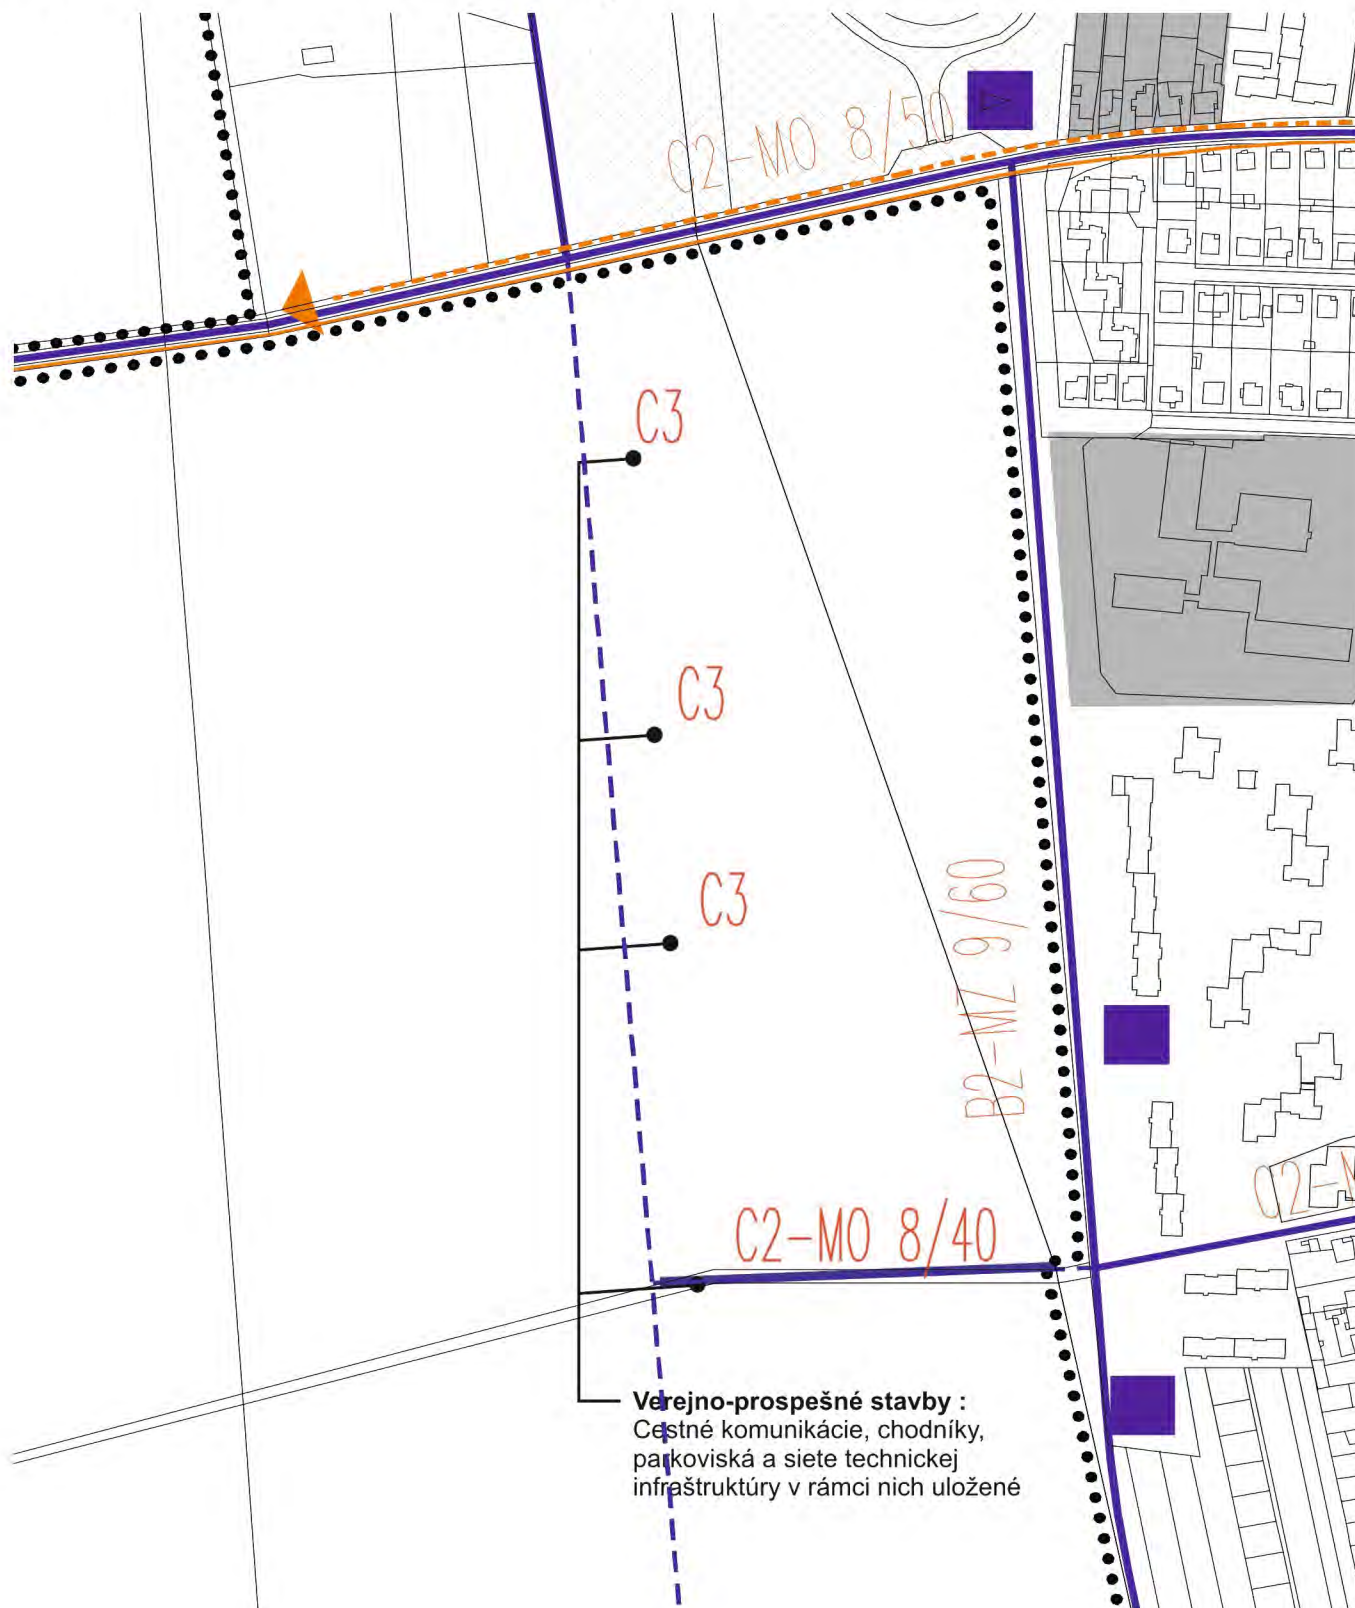 C2-MO 8/50
C3
C3
C3
B2-MZ 9/60
C2-M
C2-MO 8/40
Verejno-prospešné stavby :
Cestné komunikácie, chodníky,
parkoviská a siete technickej
infraštruktúry v rámci nich uložené